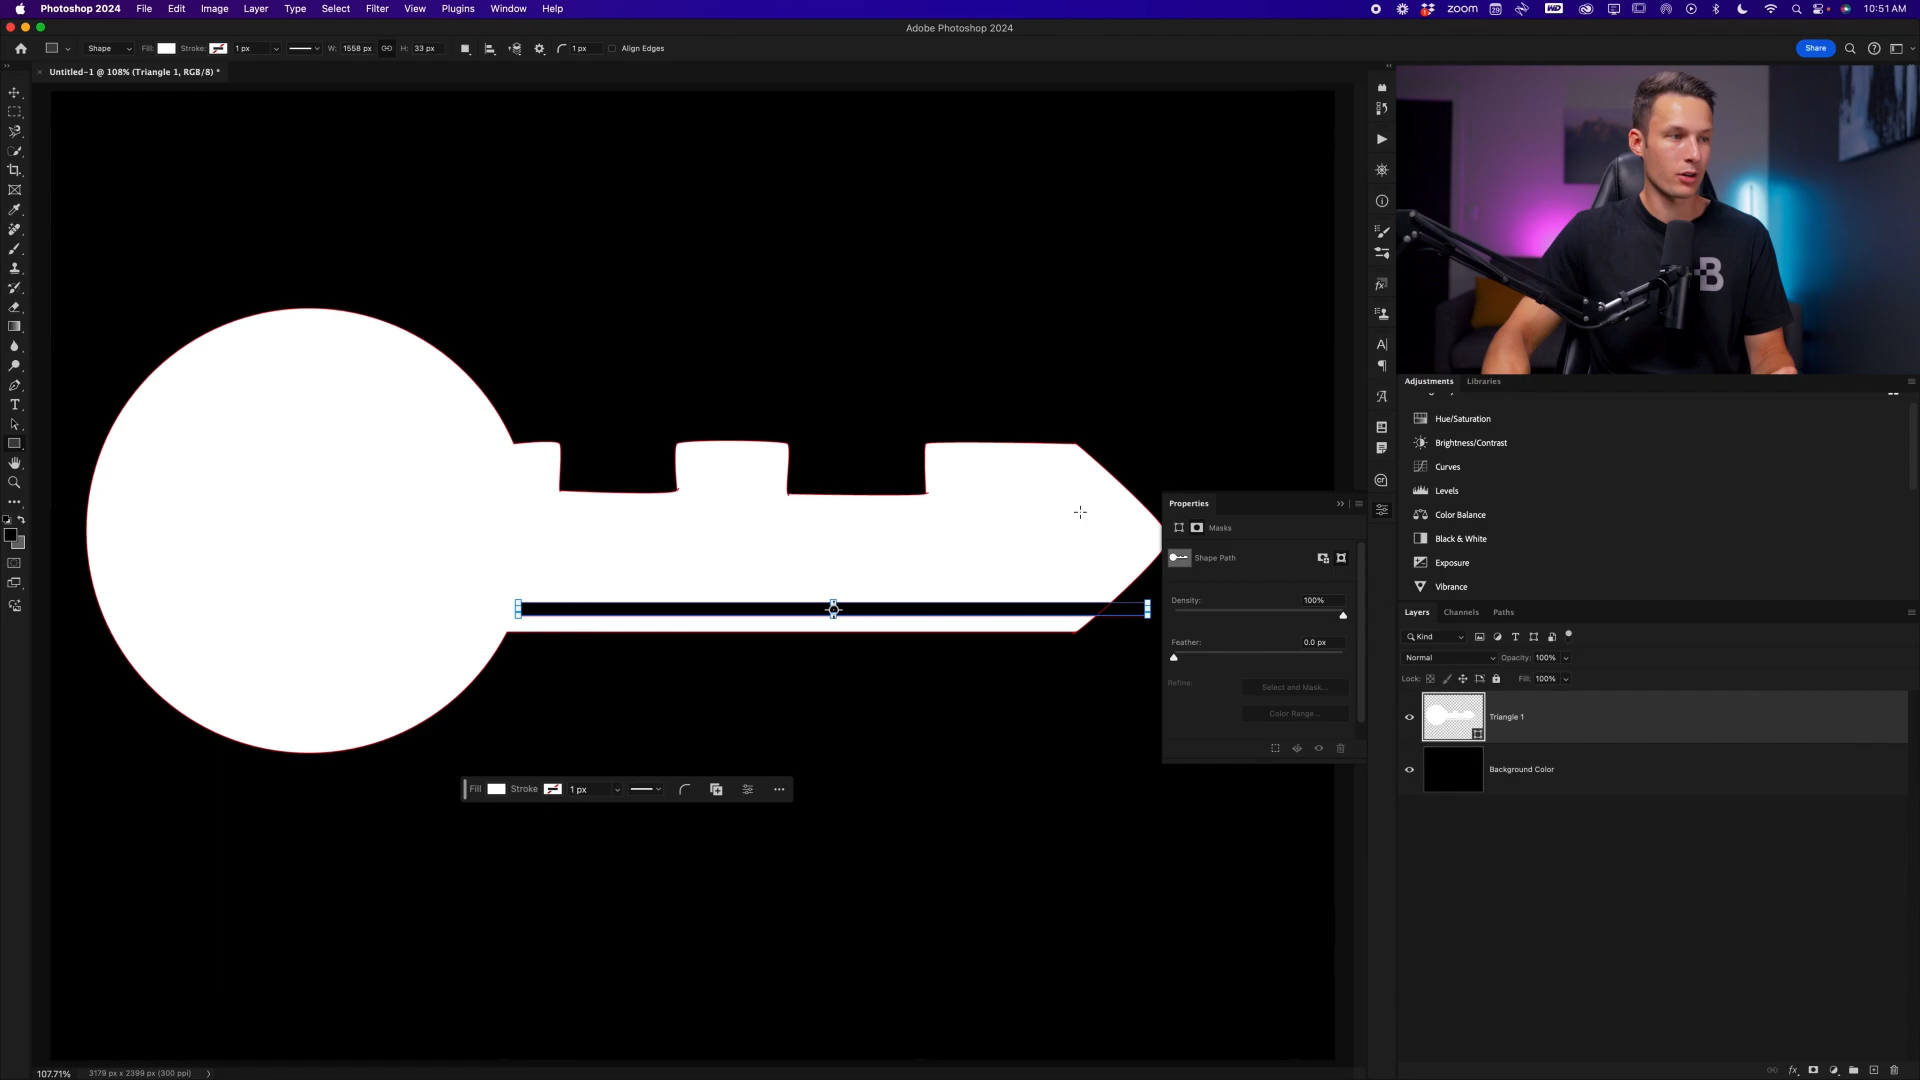 Photoshop 2024 File Edit Image Layer Type Select Filter View Plugins Window Help zoom 29 WD 10:51 AM
Adobe Photoshop 2024
Shape Fill: Stroke: 1 px W: 1558 px H: 33 px 1 px Align Edges Share
× Untitled-1 @ 108% (Triangle 1, RGB/8) *
B
Adjustments Libraries
Hue/Saturation
Brightness/Contrast
Curves
Levels
Color Balance
Black & White
Exposure
Vibrance
Properties
Masks
Shape Path
Density: 100%
Feather: 0.0 px
Refine:
Select and Mask...
Color Range...
Layers Channels Paths
Kind
Normal Opacity: 100%
Lock: Fill: 100%
Triangle 1
Background Color
Fill Stroke 1 px
107.71% 3179 px x 2399 px (300 ppi)